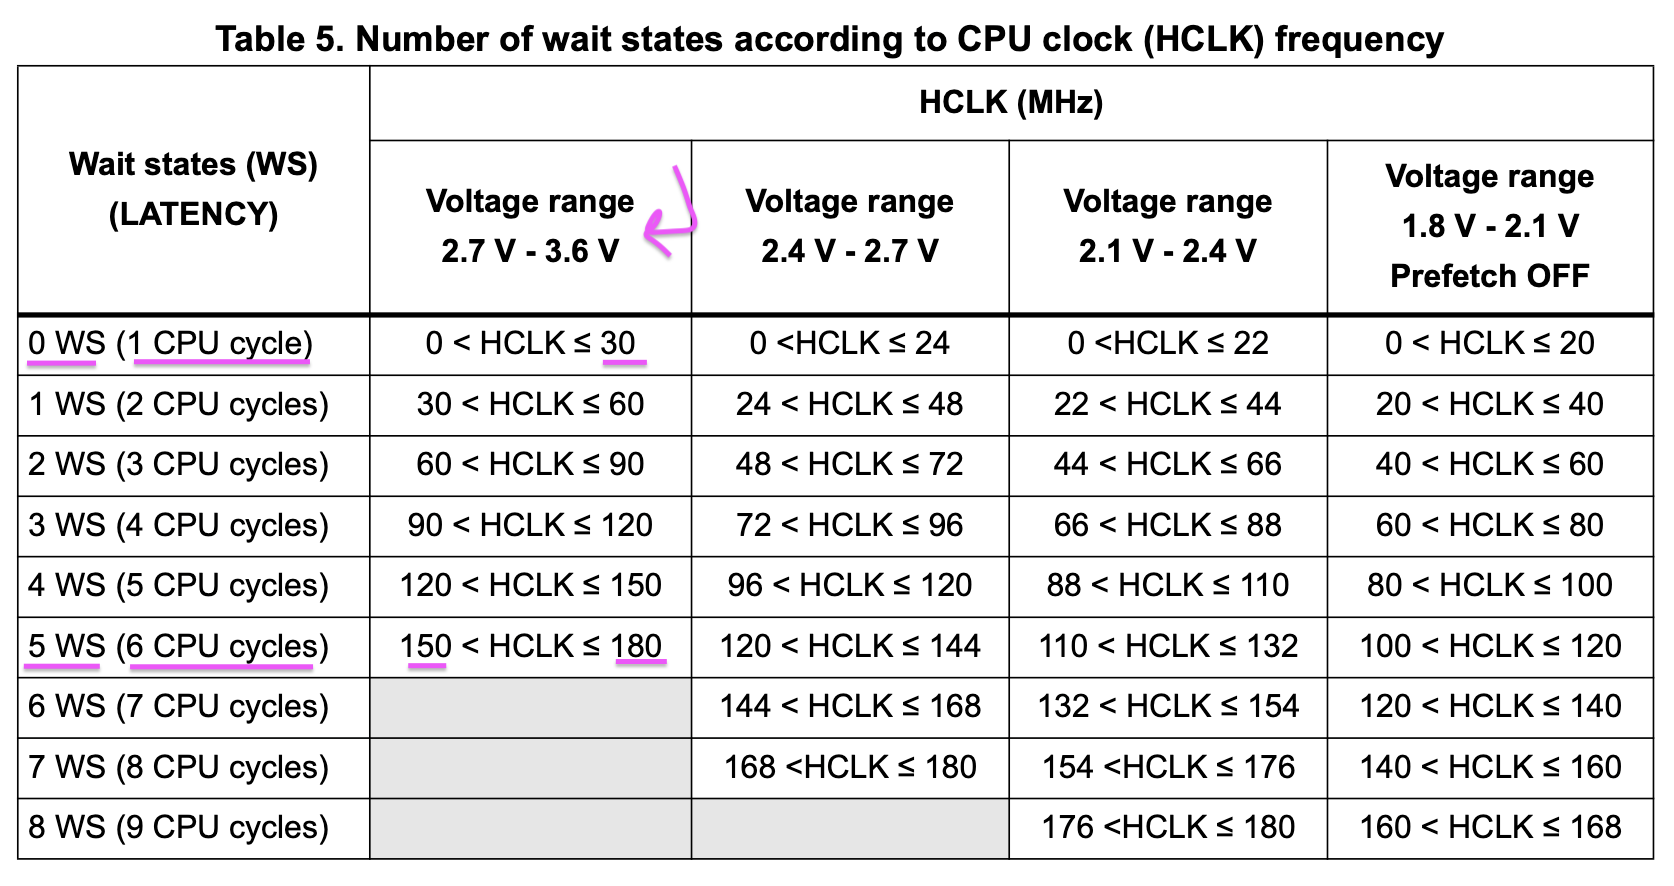 Table 5. Number of wait states according to CPU clock (HCLK) frequency
Wait states (WS)
(LATENCY)
HCLK (MHz)
Voltage range
2.7 V - 3.6 V
Voltage range
2.4 V - 2.7 V
Voltage range
2.1 V - 2.4 V
Voltage range
1.8 V - 2.1 V
Prefetch OFF
0 WS (1 CPU cycle) 0 < HCLK ≤ 30 0 <HCLK ≤ 24 0 <HCLK ≤ 22 0 < HCLK ≤ 20
1 WS (2 CPU cycles) 30 < HCLK ≤ 60 24 < HCLK ≤ 48 22 < HCLK ≤ 44 20 < HCLK ≤ 40
2 WS (3 CPU cycles) 60 < HCLK ≤ 90 48 < HCLK ≤ 72 44 < HCLK ≤ 66 40 < HCLK ≤ 60
3 WS (4 CPU cycles) 90 < HCLK ≤ 120 72 < HCLK ≤ 96 66 < HCLK ≤ 88 60 < HCLK ≤ 80
4 WS (5 CPU cycles) 120 < HCLK ≤ 150 96 < HCLK ≤ 120 88 < HCLK ≤ 110 80 < HCLK ≤ 100
5 WS (6 CPU cycles) 150 < HCLK ≤ 180 120 < HCLK ≤ 144 110 < HCLK ≤ 132 100 < HCLK ≤ 120
6 WS (7 CPU cycles) 144 < HCLK ≤ 168 132 < HCLK ≤ 154 120 < HCLK ≤ 140
7 WS (8 CPU cycles) 168 <HCLK ≤ 180 154 <HCLK ≤ 176 140 < HCLK ≤ 160
8 WS (9 CPU cycles) 176 <HCLK ≤ 180 160 < HCLK ≤ 168